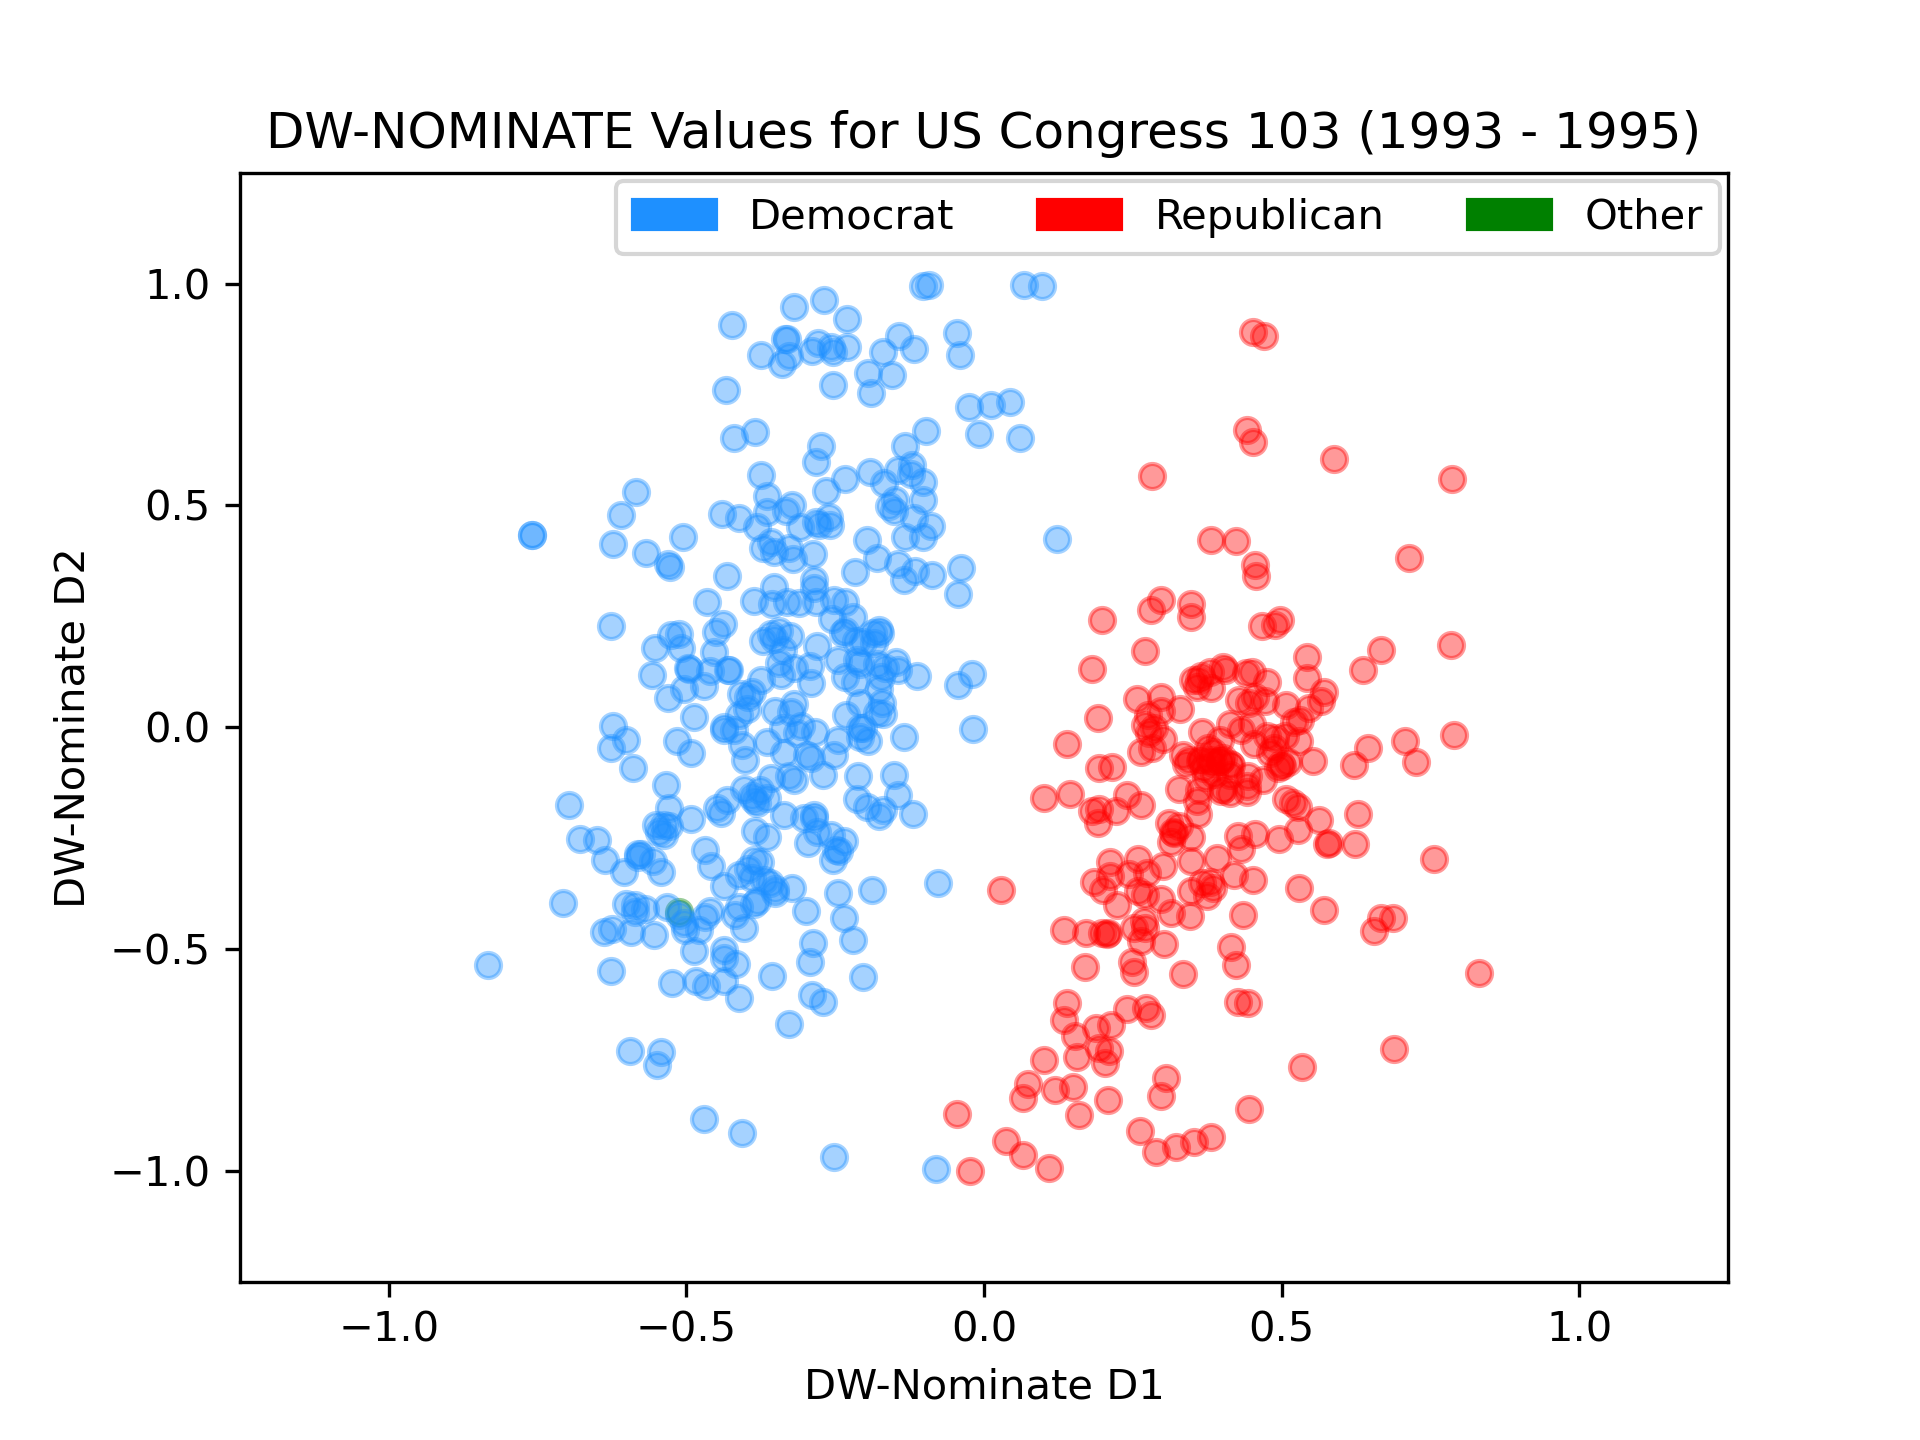 DW-NOMINATE Values for US Congress 103 (1993 - 1995)
Democrat Republican Other
1.0
0.5
0.0
−0.5
−1.0
DW-Nominate D2
−1.0 −0.5 0.0 0.5 1.0
DW-Nominate D1